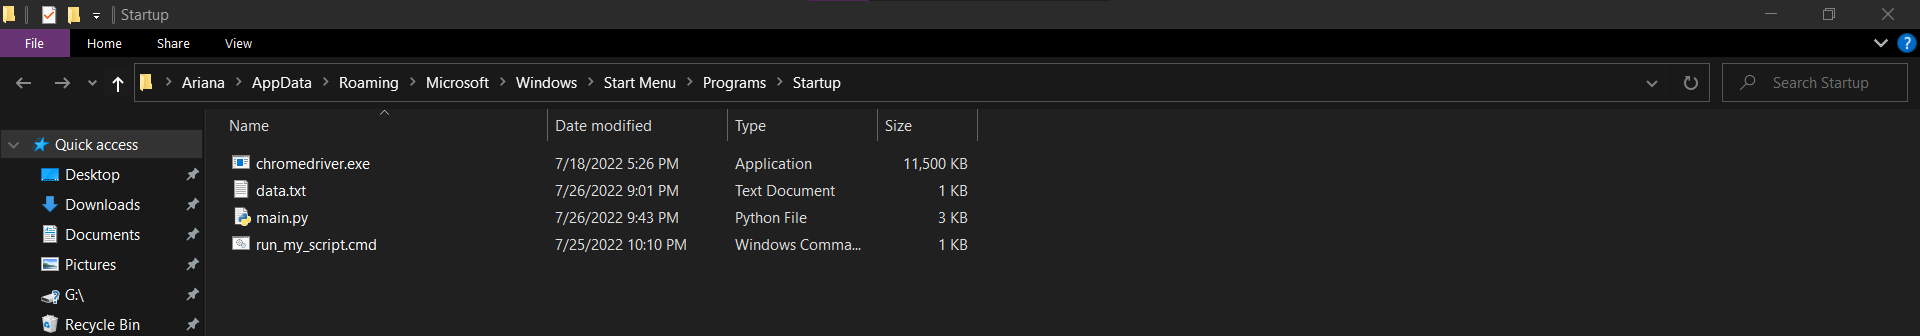 Startup
File Home Share View
Ariana AppData Roaming Microsoft Windows Start Menu Programs Startup Search Startup
Name Date modified Type Size
Quick access
chromedriver.exe 7/18/2022 5:26 PM Application 11,500 KB
Desktop
data.txt 7/26/2022 9:01 PM Text Document 1 KB
Downloads
main.py 7/26/2022 9:43 PM Python File 3 KB
Documents
run_my_script.cmd 7/25/2022 10:10 PM Windows Comma... 1 KB
Pictures
G:\
Recycle Bin